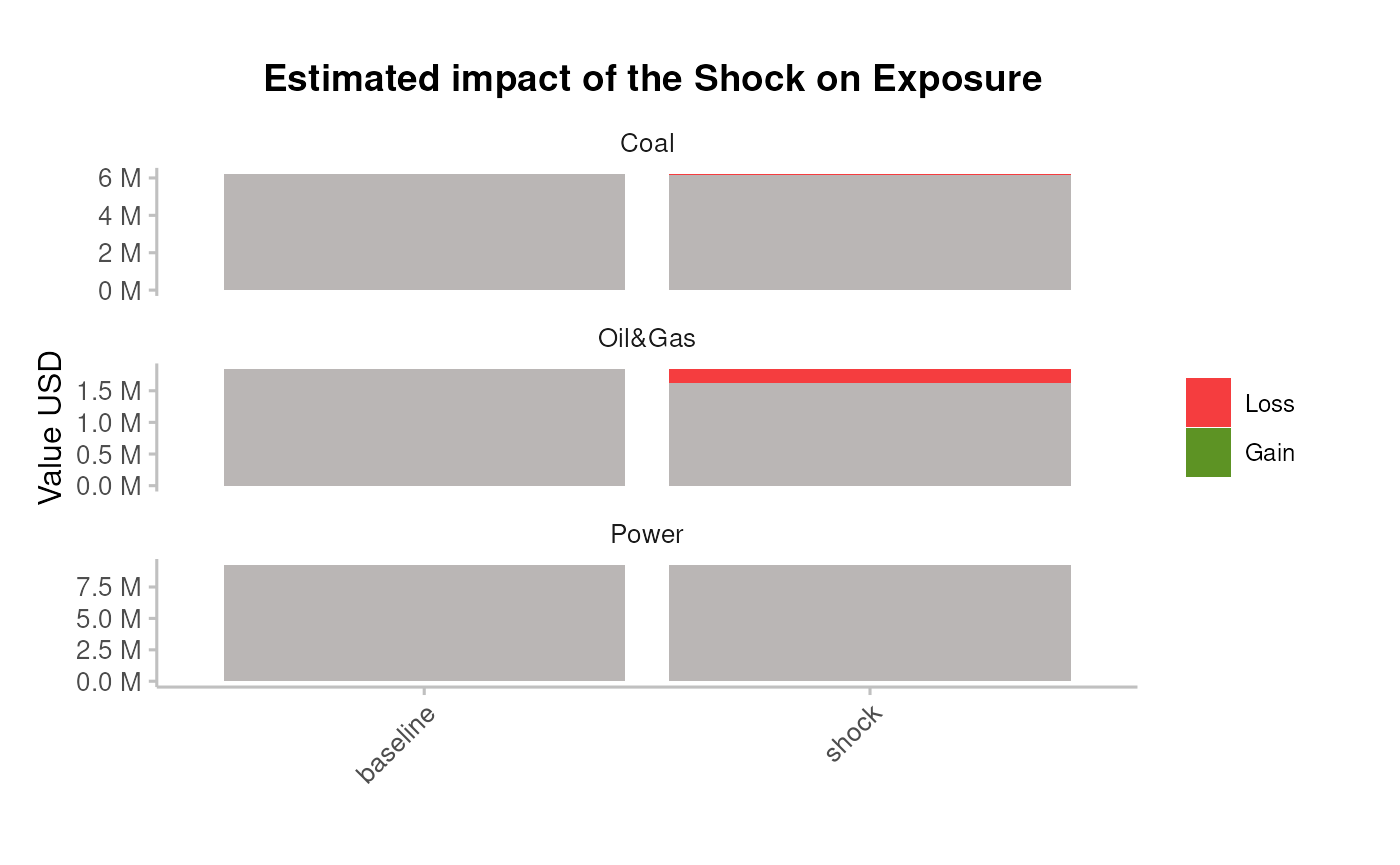 Estimated impact of the Shock on Exposure
Coal
6 M
4 M
2 M
0 M
Oil&Gas
1.5 M
1.0 M
0.5 M
0.0 M
Power
7.5 M
5.0 M
2.5 M
0.0 M
Value USD
baseline
shock
Loss
Gain